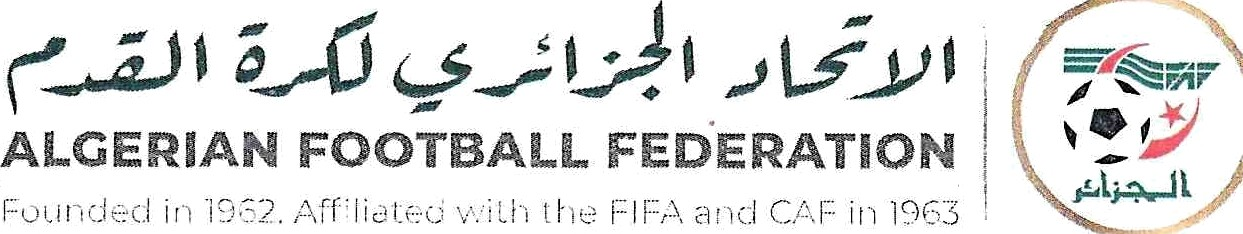 الاتحاد الجزائري لكرة القدم
ALGERIAN FOOTBALL FEDERATION
Founded in 1962. Affiliated with the FIFA and CAF in 1963
الجزائر